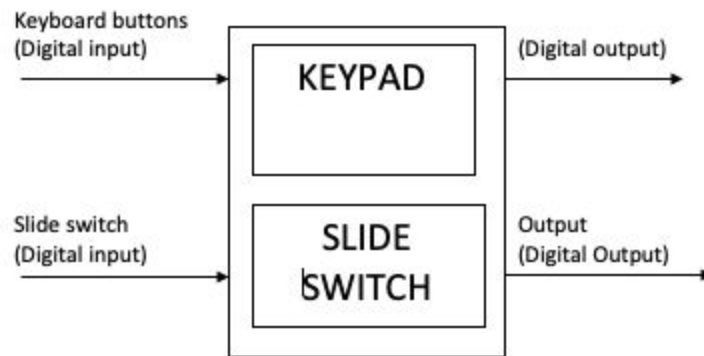 Keyboard buttons
(Digital input)
(Digital output)
KEYPAD
Slide switch
(Digital input)
SLIDE
SWITCH
Output
(Digital Output)